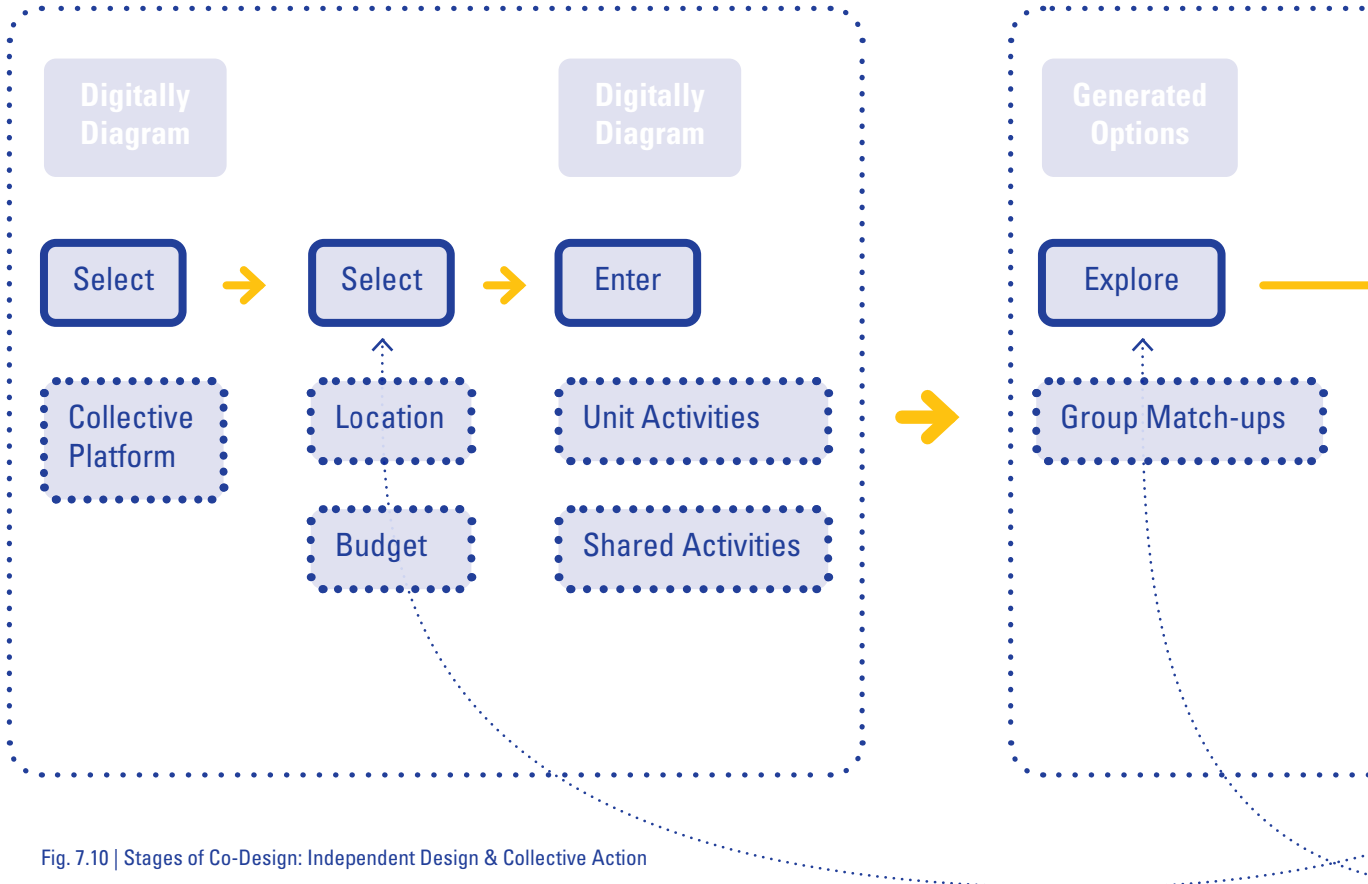 Digitally
Diagram
Digitally
Diagram
Generated
Options
Select
Select
Enter
Explore
Collective
Platform
Location
Unit Activities
Group Match-ups
Budget
Shared Activities
Fig. 7.10 | Stages of Co-Design: Independent Design & Collective Action